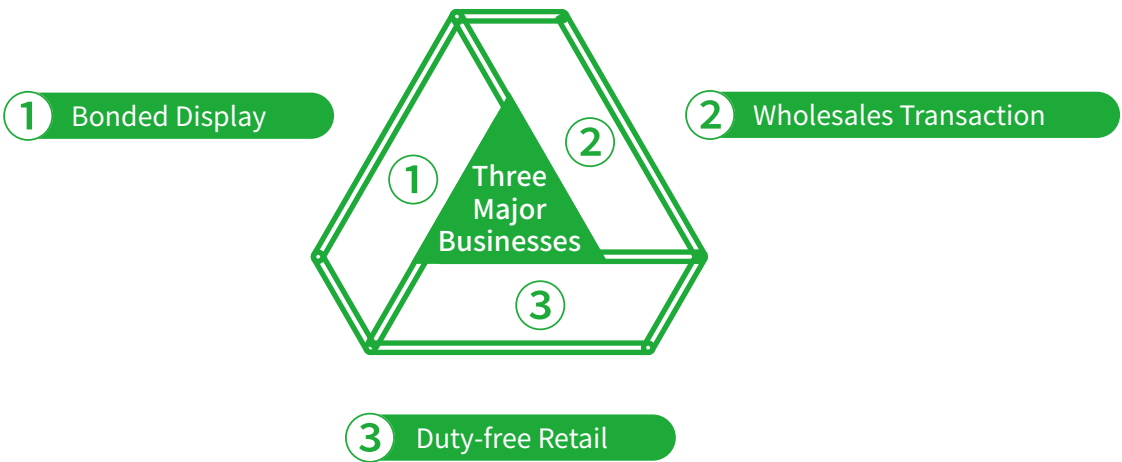 1 Bonded Display
2 Wholesales Transaction
2
1
Three
Major
Businesses
3
3 Duty-free Retail